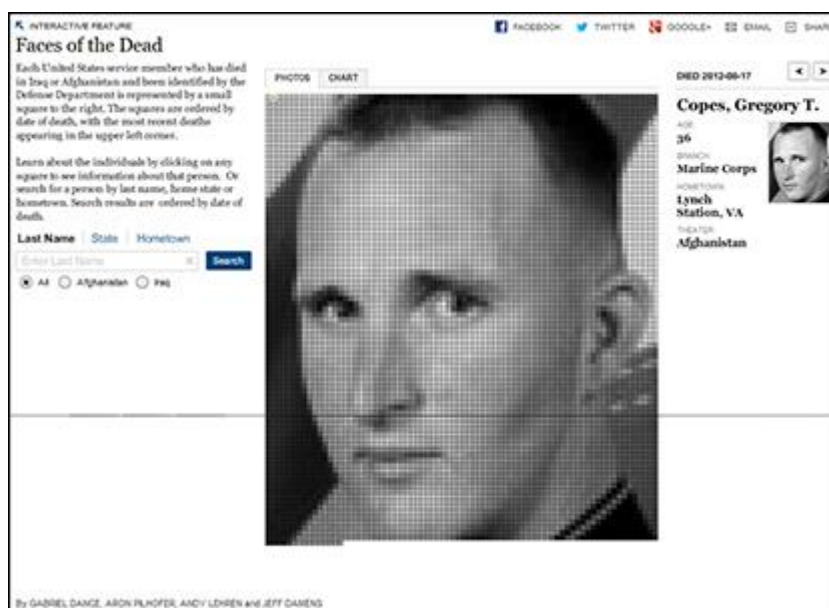 INTERACTIVE FEATURE
FACEBOOK TWITTER GOOGLE+ EMAIL SHARE
Faces of the Dead
Each United States service member who has died
in Iraq or Afghanistan and been identified by the
Defense Department is represented by a small
square to the right. The squares are ordered by
date of death, with the most recent deaths
appearing in the upper left corner.
Learn about the individuals by clicking on any
square to see information about that person. Or
search for a person by last name, home state or
hometown. Search results are ordered by date of
death.
Last Name State Hometown
Enter Last Name Search
All Afghanistan Iraq
PHOTOS CHART
DIED 2012-08-17
Copes, Gregory T.
AGE
36
BRANCH
Marine Corps
HOMETOWN
Lynch
Station, VA
THEATER
Afghanistan
By GABRIEL DANCE, ARON PILHOFER, ANDY LEHREN and JEFF DAMENS